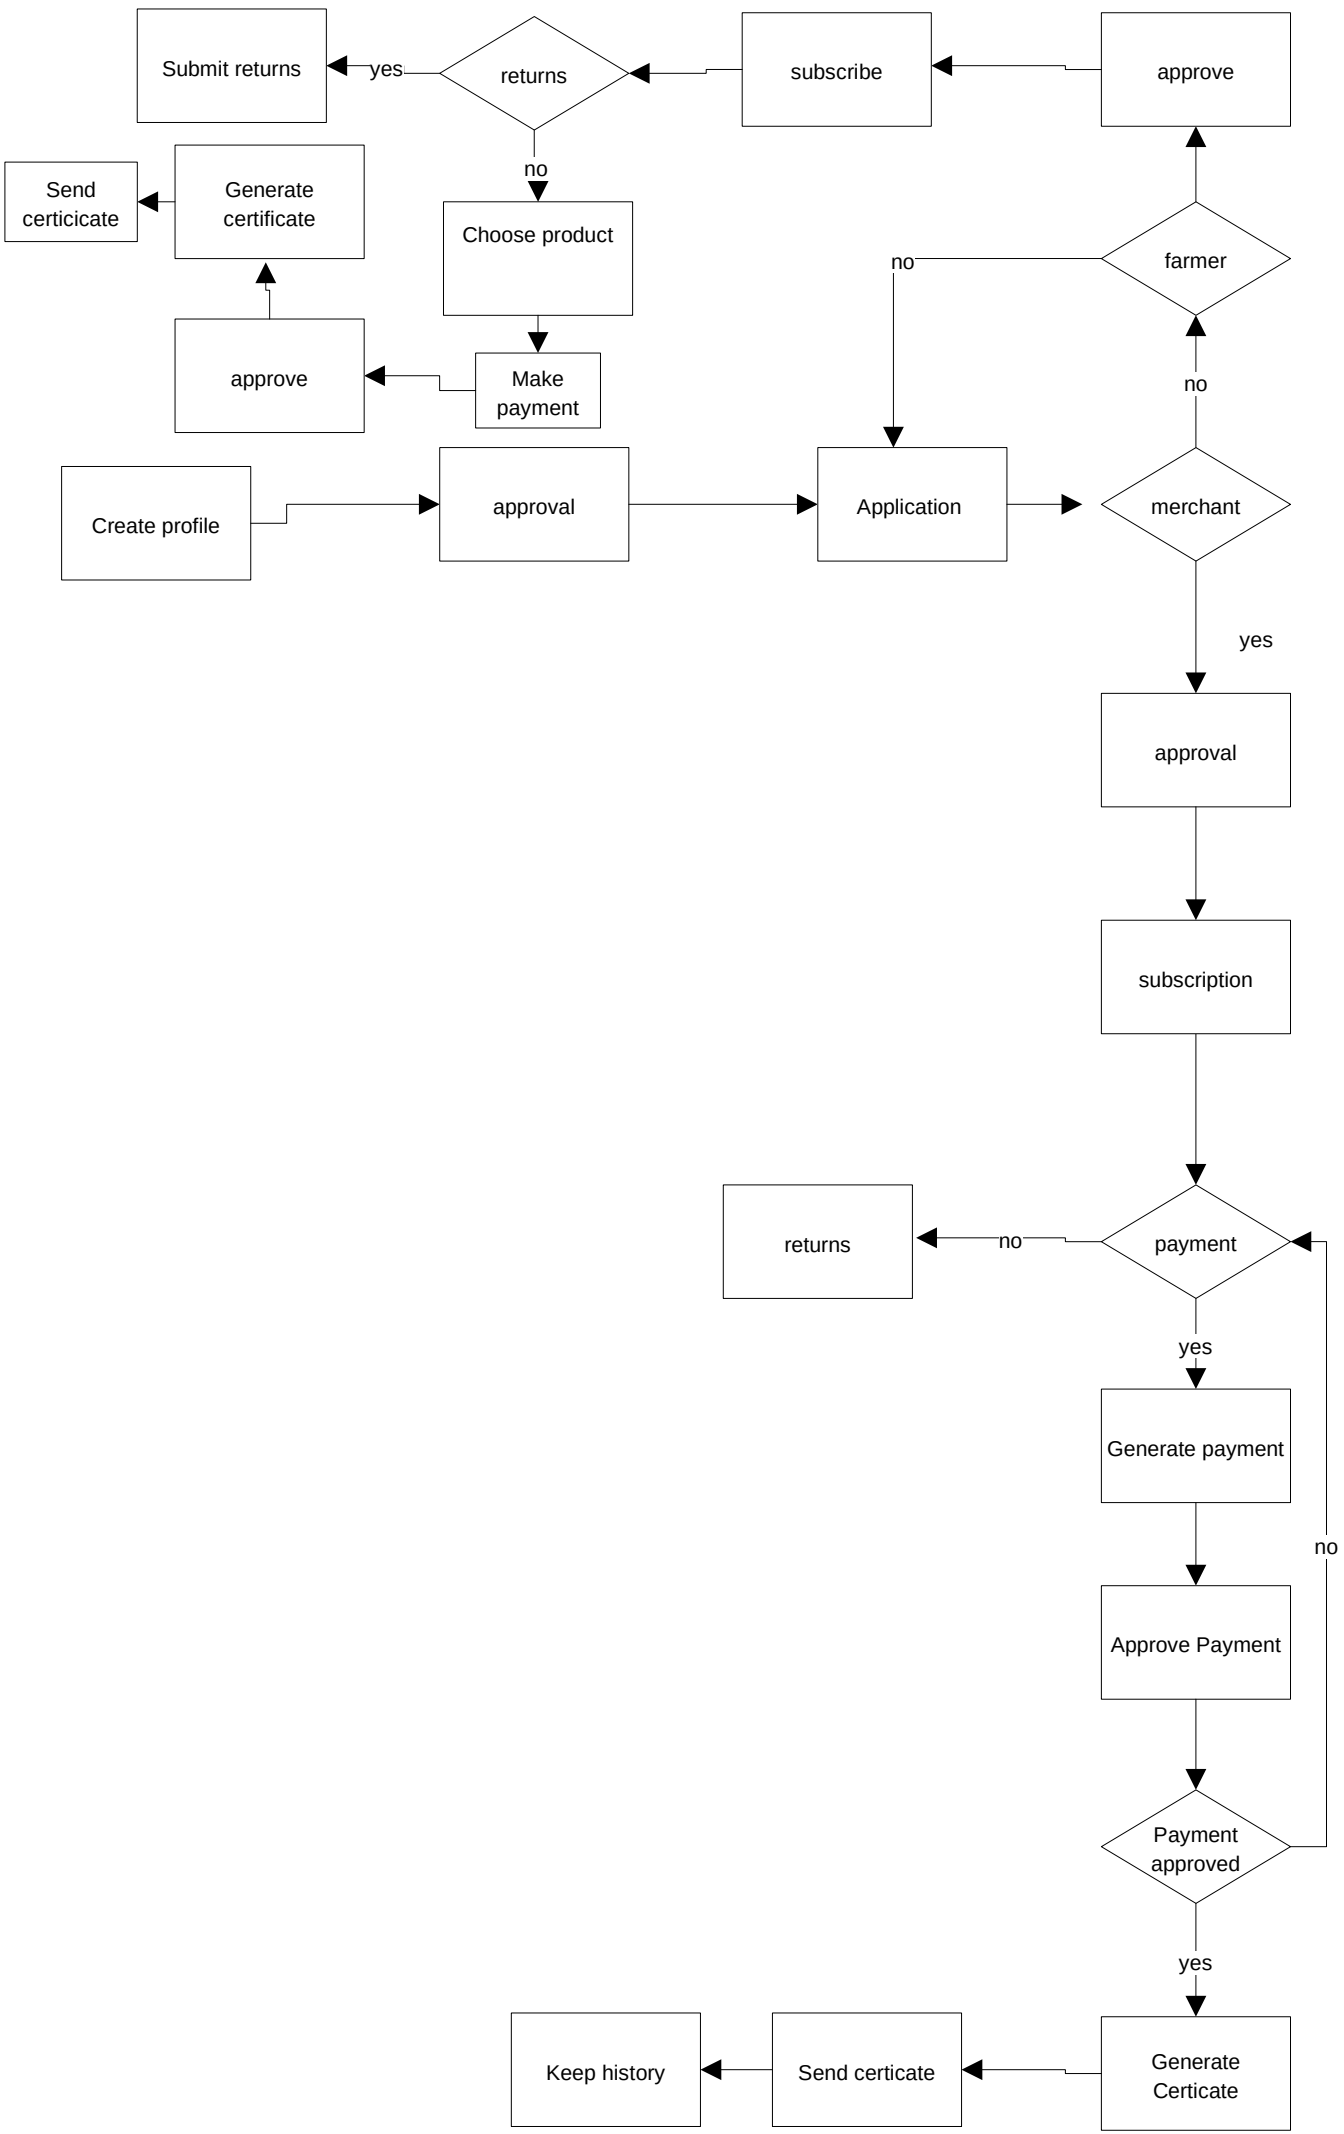 Submit returns
yes
returns
subscribe
approve
no
Send
certicicate
Generate
certificate
Choose product
no
farmer
approve
Make
payment
no
Create profile
approval
Application
merchant
yes
approval
subscription
returns
no
payment
yes
Generate payment
no
Approve Payment
Payment
approved
yes
Keep history
Send certicate
Generate
Certicate